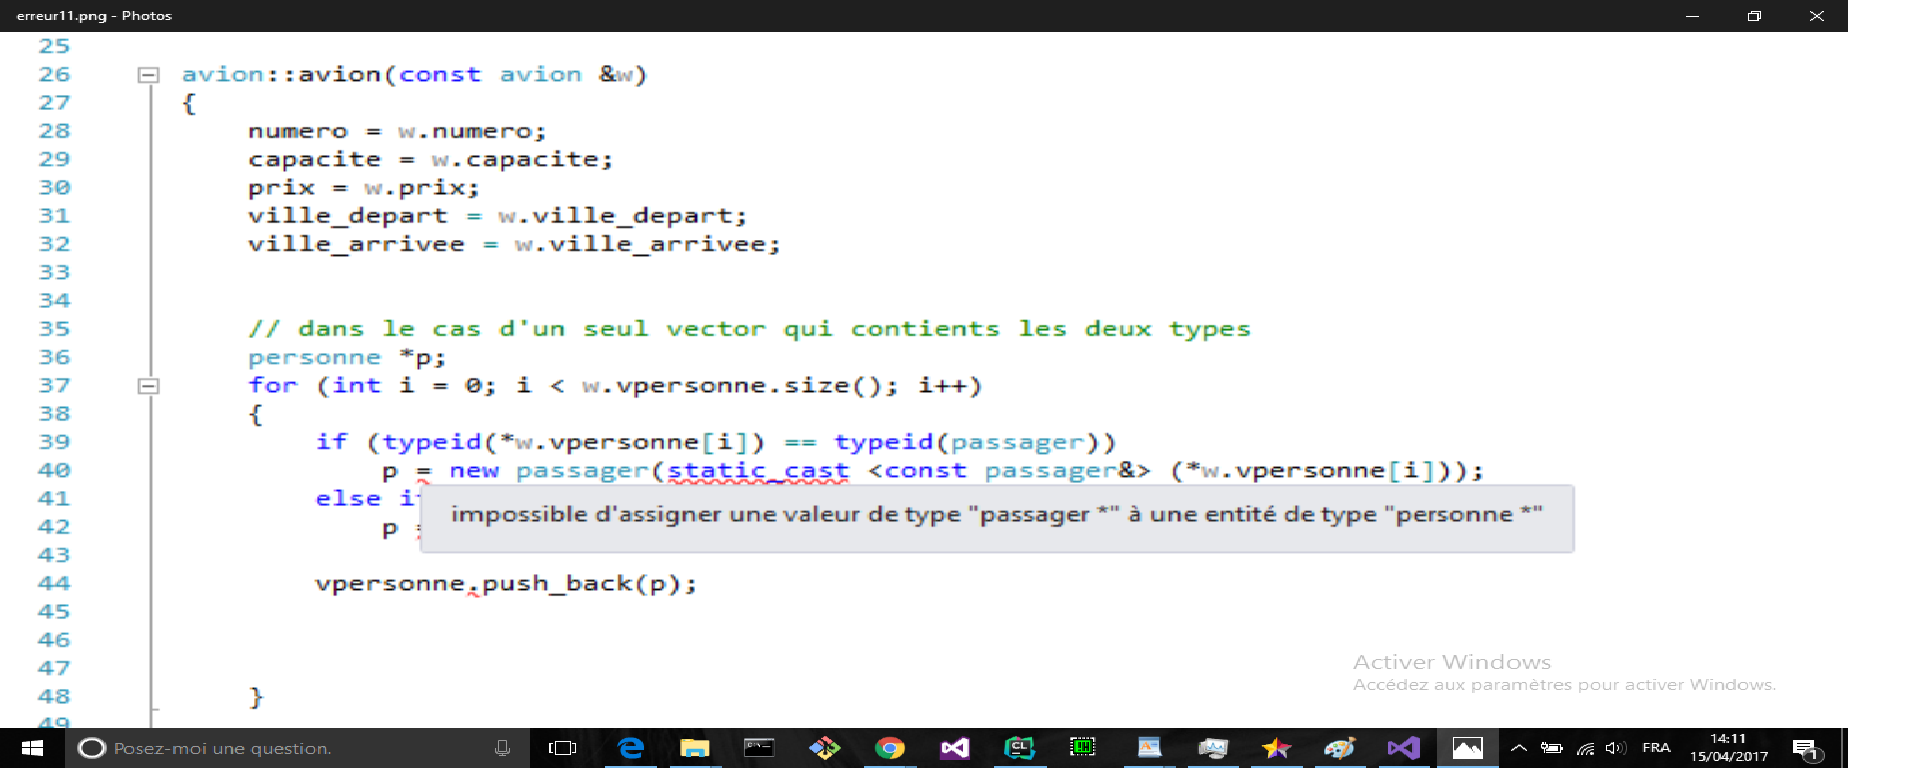 erreur11.png - Photos
25
26 avion::avion(const avion &w)
27 {
28 numero = w.numero;
29 capacite = w.capacite;
30 prix = w.prix;
31 ville_depart = w.ville_depart;
32 ville_arrivee = w.ville_arrivee;
33
34
35 // dans le cas d'un seul vector qui contients les deux types
36 personne *p;
37 for (int i = 0; i < w.vpersonne.size(); i++)
38 {
39 if (typeid(*w.vpersonne[i]) == typeid(passager))
40 p = new passager(static_cast <const passager&> (*w.vpersonne[i]));
41 else i
impossible d'assigner une valeur de type "passager *" à une entité de type "personne *"
42 p
43
44 vpersonne.push_back(p);
45
46
47
48 }
49
Activer Windows
Accédez aux paramètres pour activer Windows.
Posez-moi une question.
FRA
14:11
15/04/2017
1